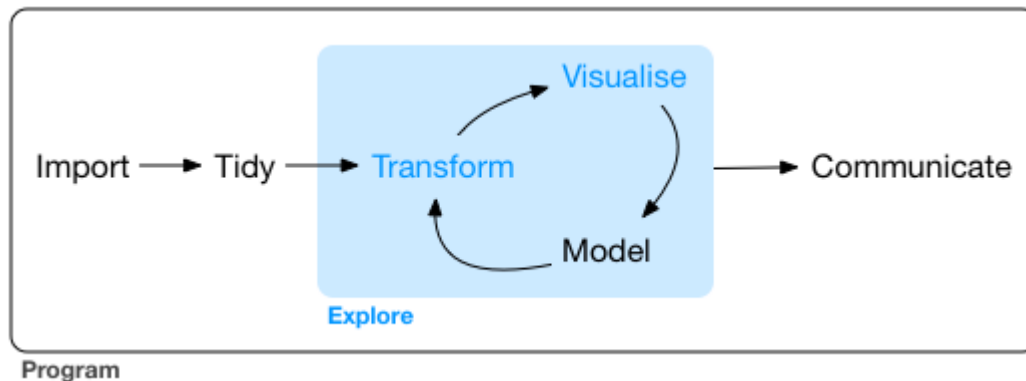 Visualise
Import Tidy Transform Communicate
Model
Explore
Program